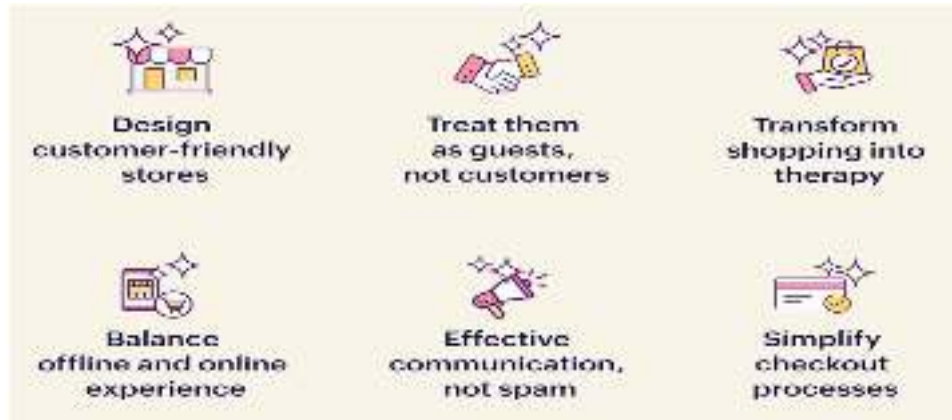 Design
customer-friendly
stores
Treat them
as guests,
not customers
Transform
shopping into
therapy
Balance
offline and online
experience
Effective
communication,
not spam
Simplify
checkout
processes